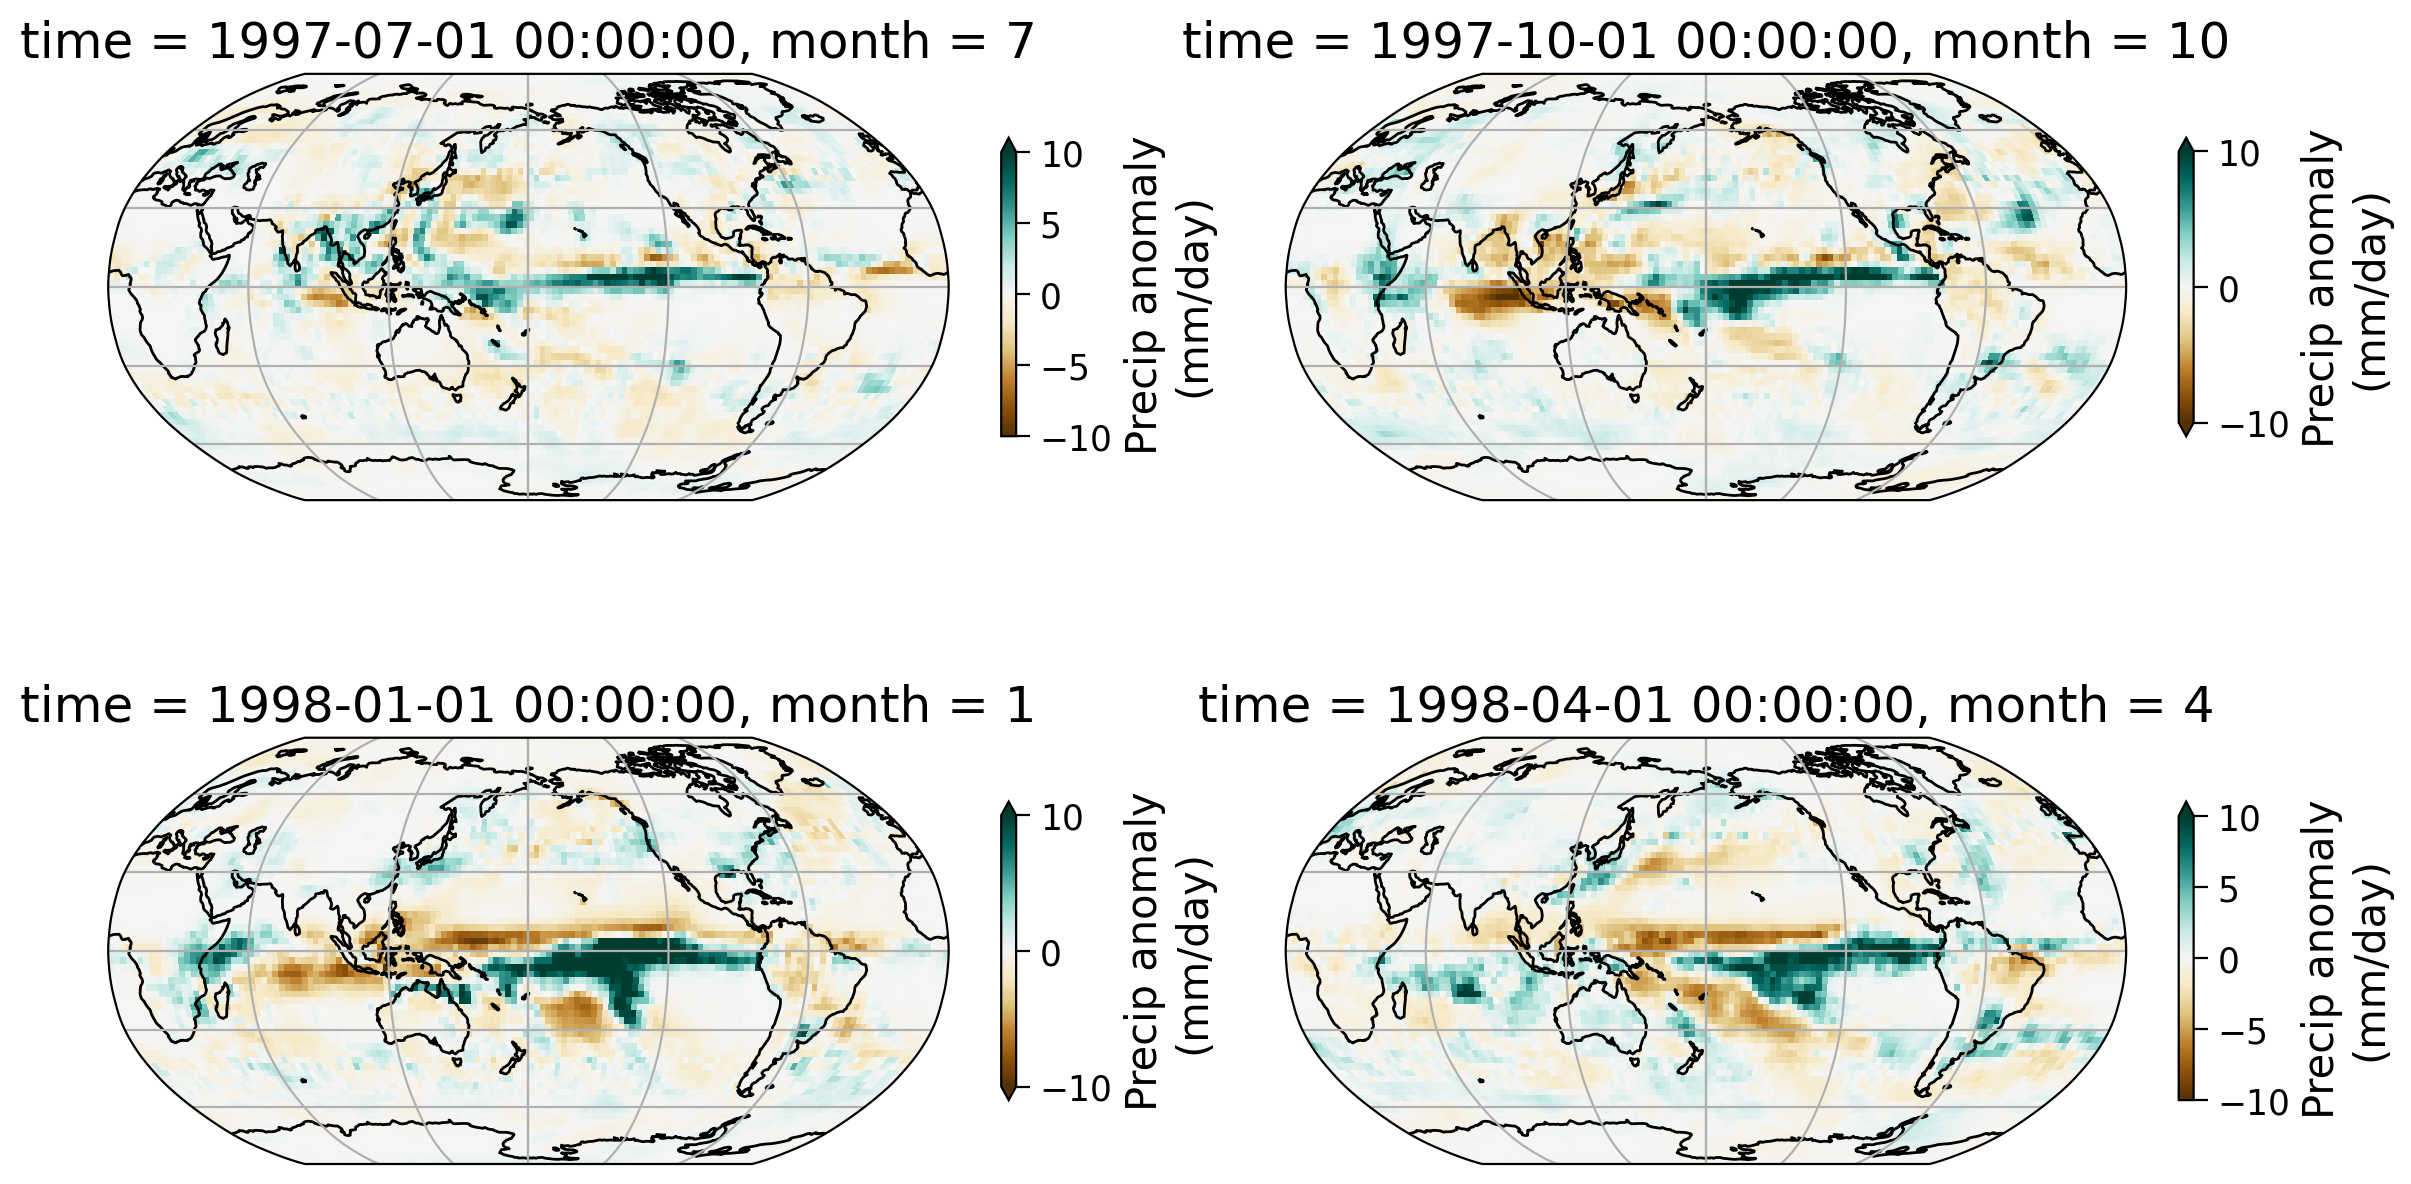 time = 1997-07-01 00:00:00, month = 7
10
5
0
−5
−10
Precip anomaly
(mm/day)
time = 1997-10-01 00:00:00, month = 10
10
5
0
−5
−10
Precip anomaly
(mm/day)
time = 1998-01-01 00:00:00, month = 1
10
0
−10
Precip anomaly
(mm/day)
time = 1998-04-01 00:00:00, month = 4
10
5
0
−5
−10
Precip anomaly
(mm/day)